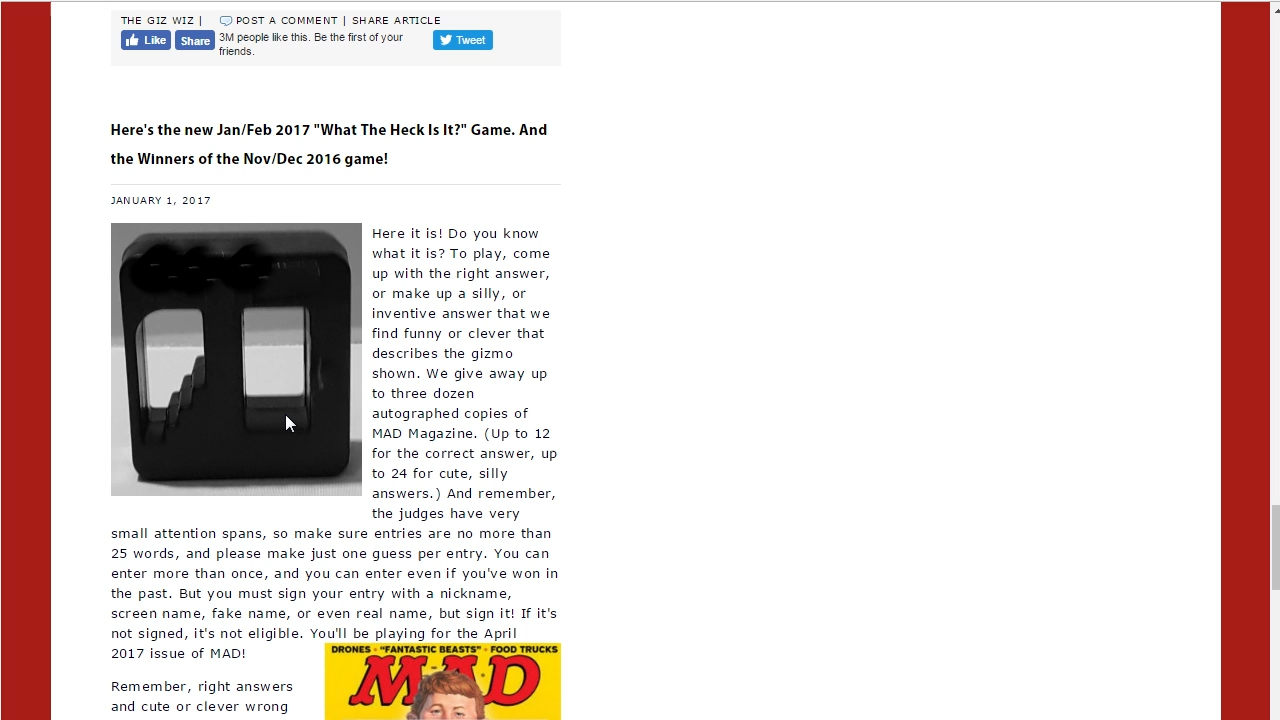 THE GIZ WIZ | POST A COMMENT | SHARE ARTICLE
Like Share 3M people like this. Be the first of your friends. Tweet
Here's the new Jan/Feb 2017 "What The Heck Is It?" Game. And
the Winners of the Nov/Dec 2016 game!
JANUARY 1, 2017
Here it is! Do you know
what it is? To play, come
up with the right answer,
or make up a silly, or
inventive answer that we
find funny or clever that
describes the gizmo
shown. We give away up
to three dozen
autographed copies of
MAD Magazine. (Up to 12
for the correct answer, up
to 24 for cute, silly
answers.) And remember,
the judges have very
small attention spans, so make sure entries are no more than
25 words, and please make just one guess per entry. You can
enter more than once, and you can enter even if you've won in
the past. But you must sign your entry with a nickname,
screen name, fake name, or even real name, but sign it! If it's
not signed, it's not eligible. You'll be playing for the April
2017 issue of MAD!
DRONES • "FANTASTIC BEASTS" • FOOD TRUCKS
MAD
Remember, right answers
and cute or clever wrong